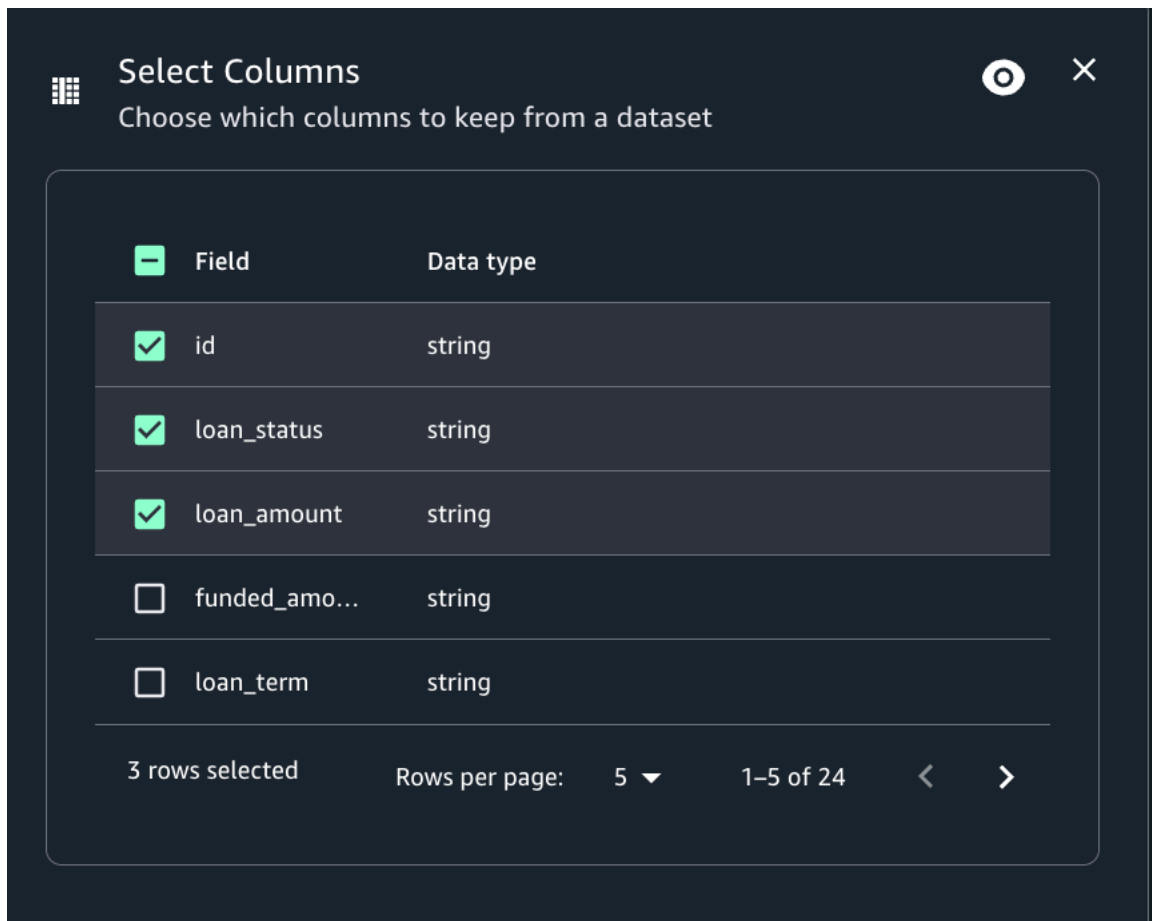 Select Columns
Choose which columns to keep from a dataset
Field Data type
id string
loan_status string
loan_amount string
funded_amo... string
loan_term string
3 rows selected Rows per page: 5 1–5 of 24